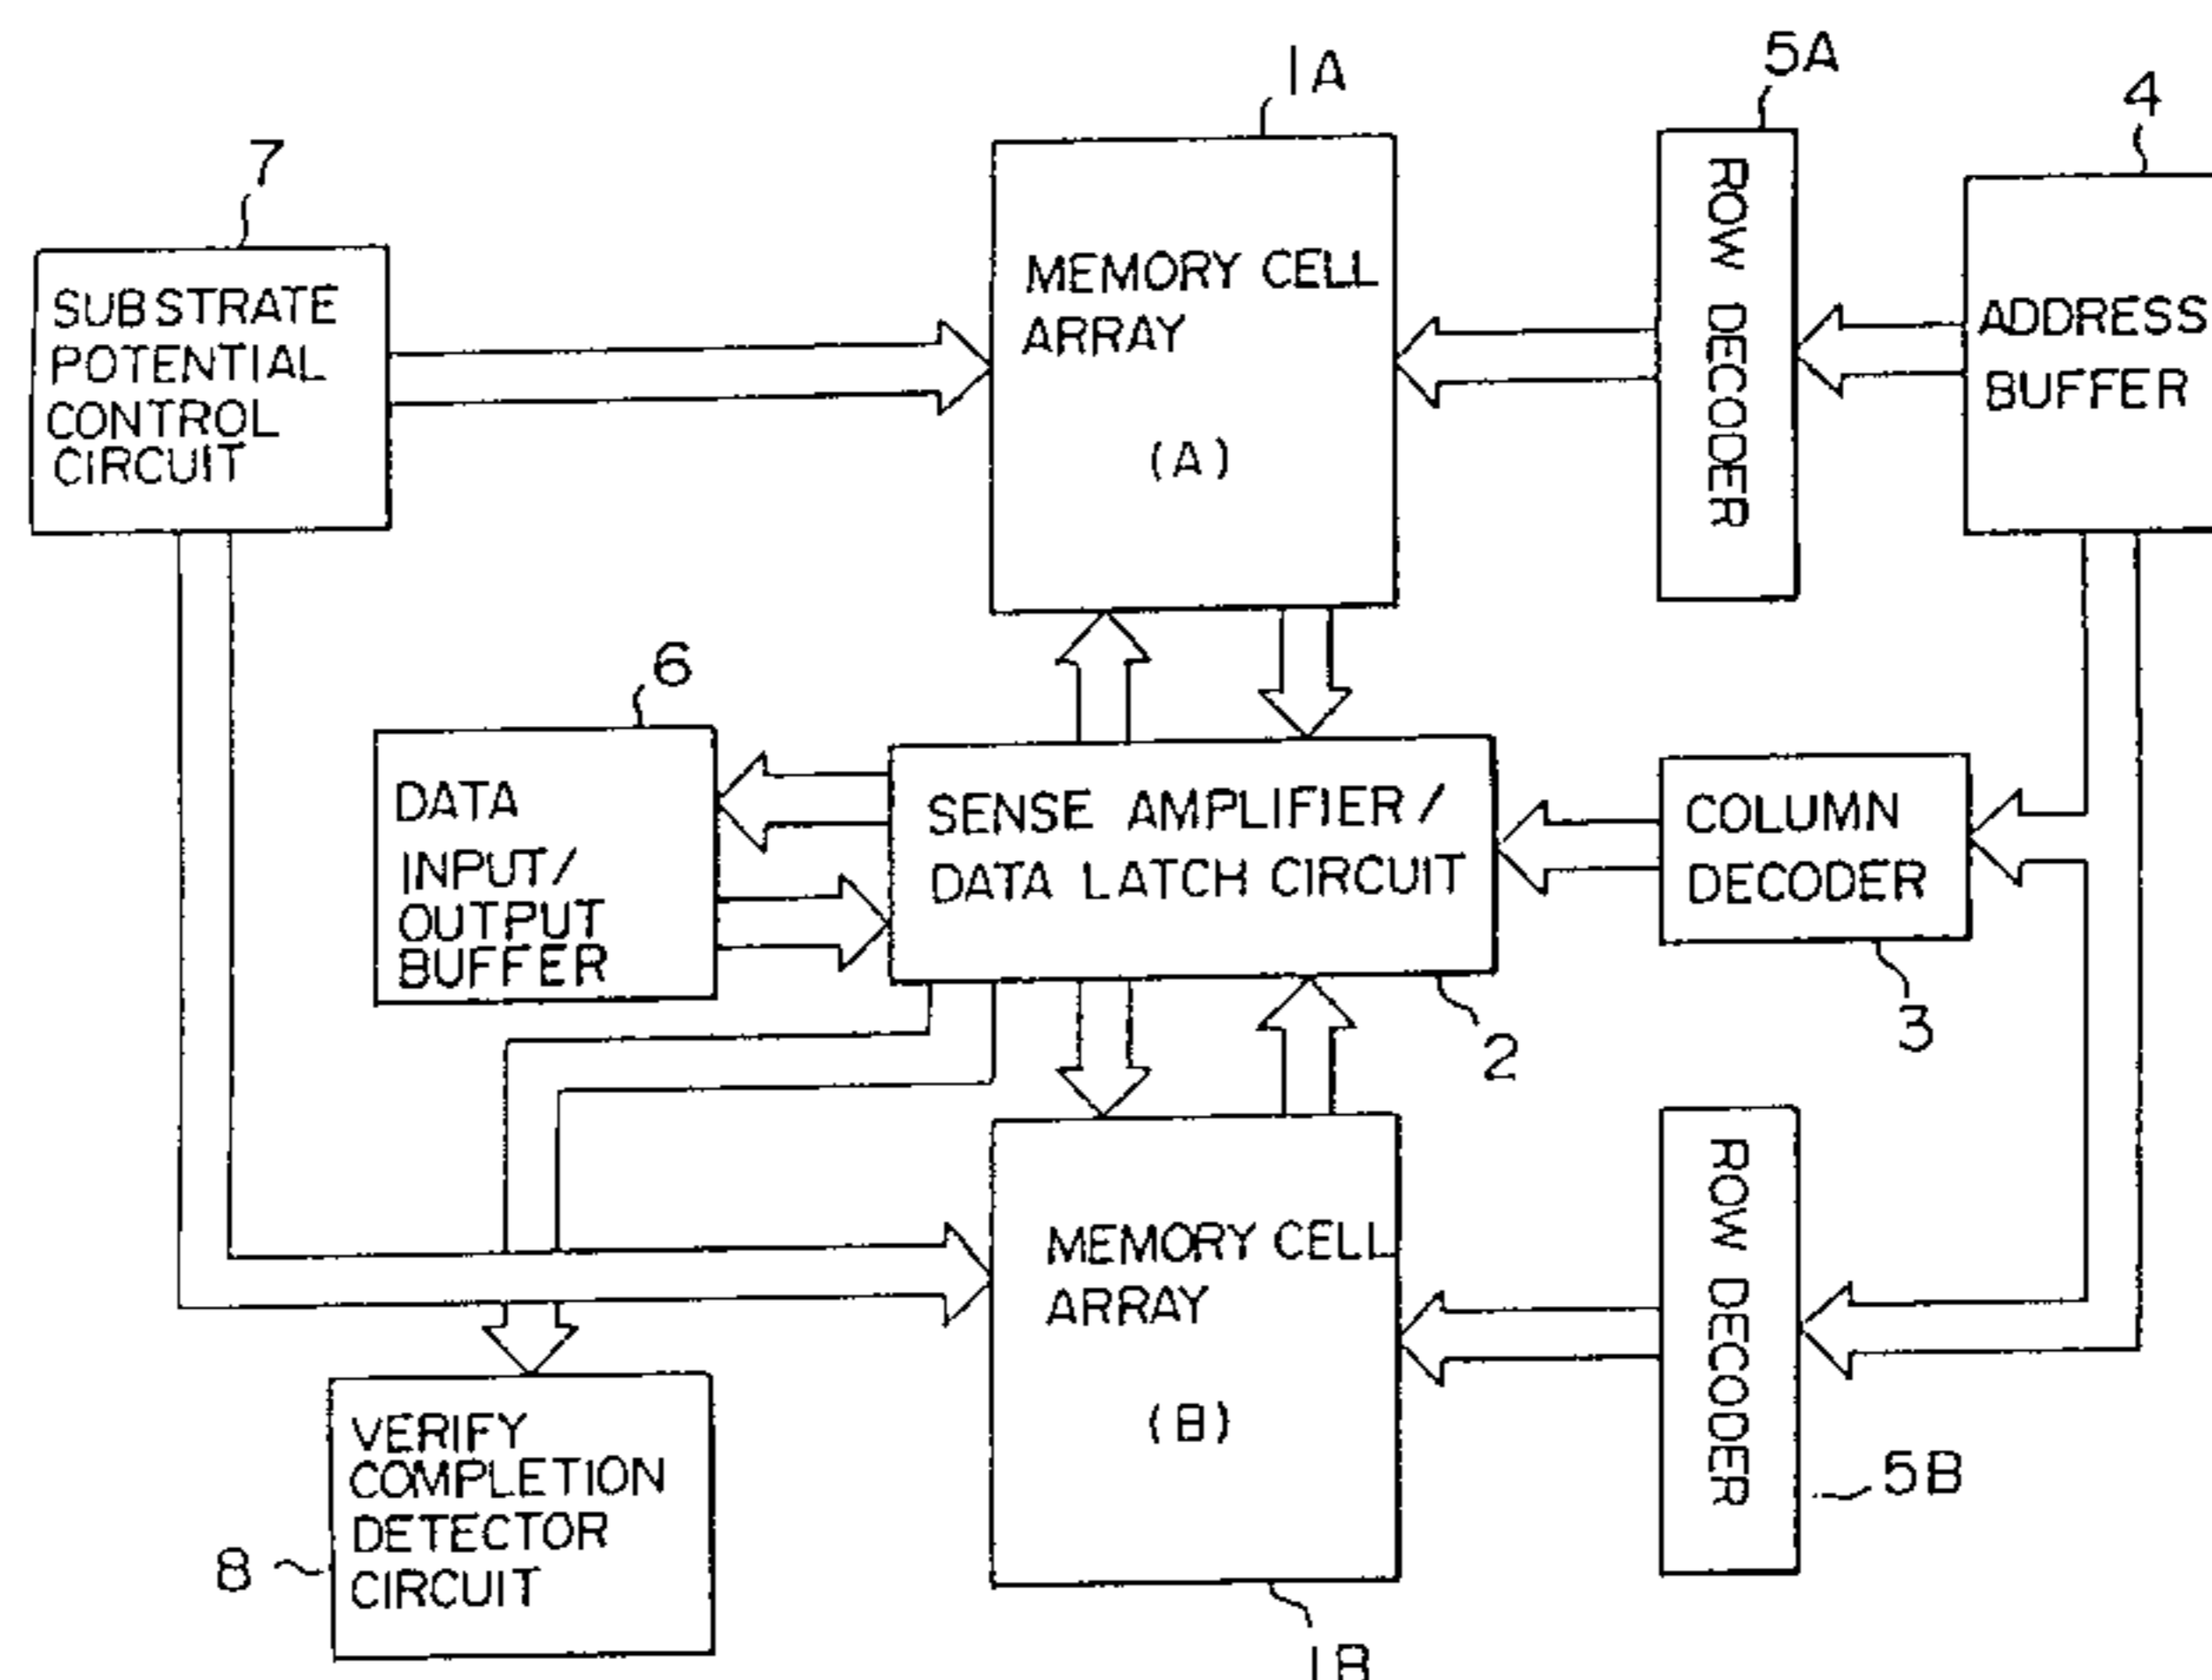 1A
5A
4
7
SUBSTRATE
POTENTIAL
CONTROL
CIRCUIT
MEMORY CELL
ARRAY
(A)
ROW DECODER
ADDRESS
BUFFER
6
DATA
INPUT/
OUTPUT
BUFFER
SENSE AMPLIFIER/
DATA LATCH CIRCUIT
COLUMN
DECODER
2
3
MEMORY CELL
ARRAY
(B)
ROW DECODER
5B
VERIFY
COMPLETION
DETECTOR
CIRCUIT
8
1B